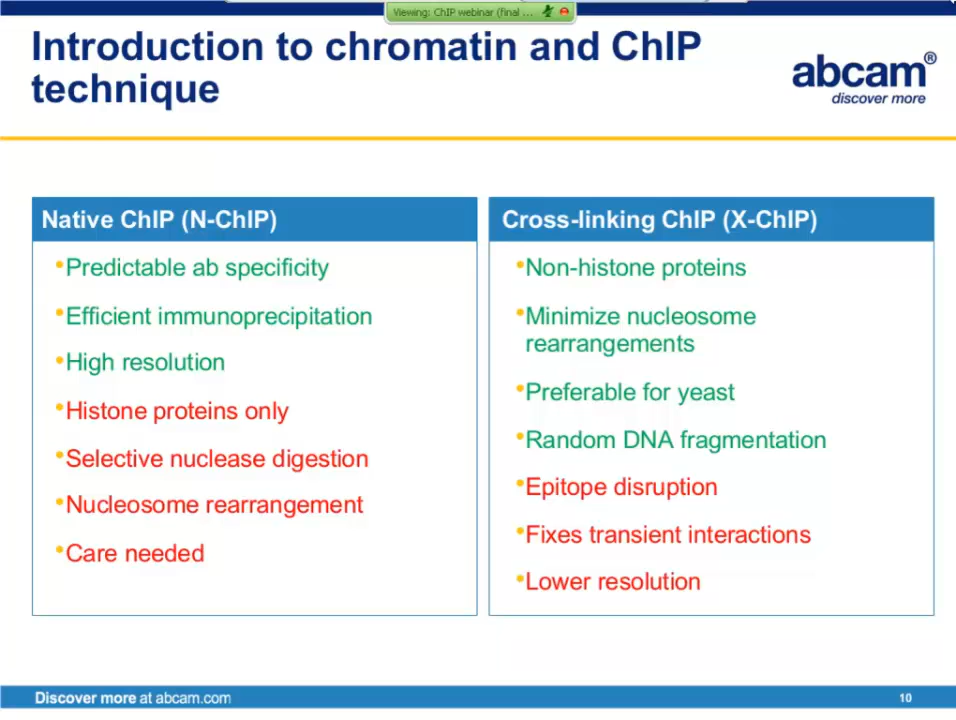 Viewing: ChIP webinar (final ...
Introduction to chromatin and ChIP
technique
abcam®
discover more
Native ChIP (N-ChIP)
•Predictable ab specificity
•Efficient immunoprecipitation
•High resolution
•Histone proteins only
•Selective nuclease digestion
•Nucleosome rearrangement
•Care needed
Cross-linking ChIP (X-ChIP)
•Non-histone proteins
•Minimize nucleosome
rearrangements
•Preferable for yeast
•Random DNA fragmentation
•Epitope disruption
•Fixes transient interactions
•Lower resolution
Discover more at abcam.com
10